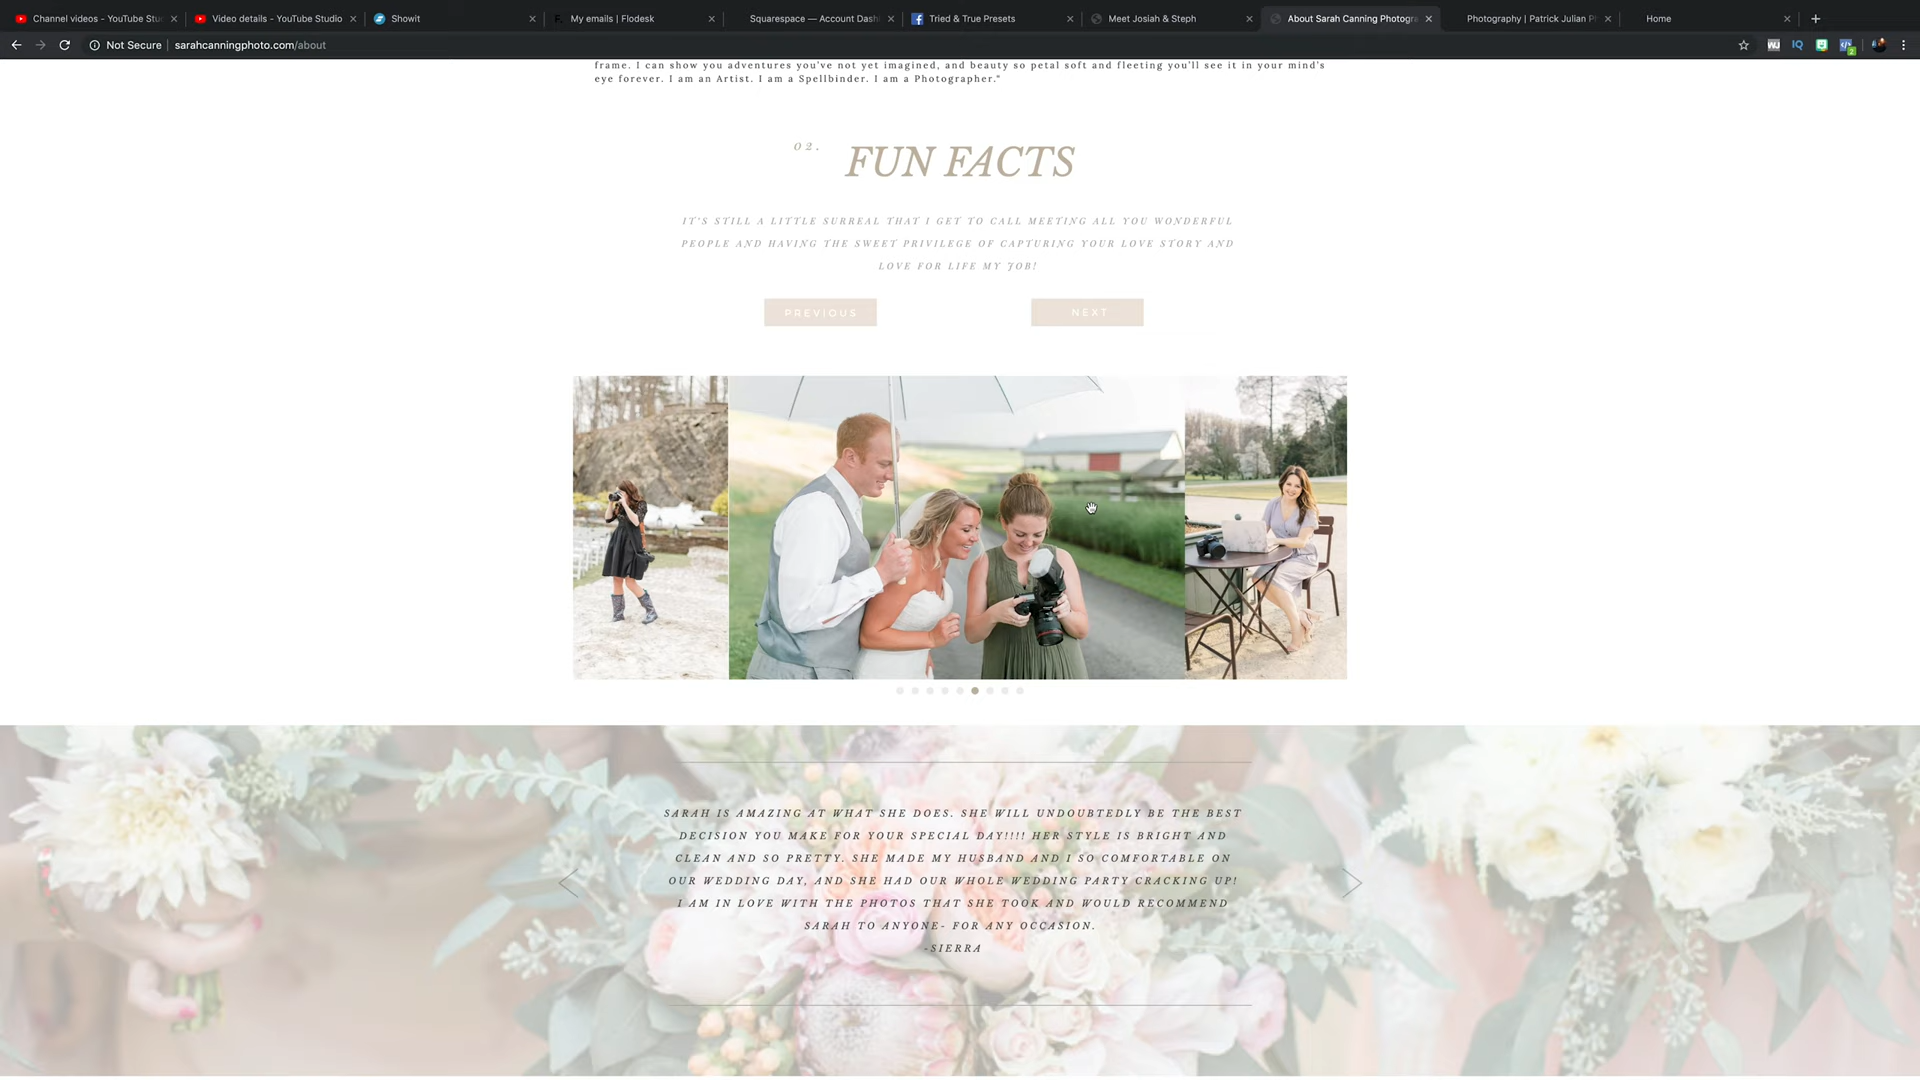 Channel videos - YouTube Stu
Video details - YouTube Studio
Showit
My emails | Flodesk
Squarespace — Account Dash
Tried & True Presets
Meet Josiah & Steph
About Sarah Canning Photogra
Photography | Patrick Julian P
Home
Not Secure | sarahcanningphoto.com/about
frame. I can show you adventures you've not yet imagined, and beauty so petal soft and fleeting you'll see it in your mind's
eye forever. I am an Artist. I am a Spellbinder. I am a Photographer."
02.
FUN FACTS
IT'S STILL A LITTLE SURREAL THAT I GET TO CALL MEETING ALL YOU WONDERFUL
PEOPLE AND HAVING THE SWEET PRIVILEGE OF CAPTURING YOUR LOVE STORY AND
LOVE FOR LIFE MY JOB!
PREVIOUS
NEXT
SARAH IS AMAZING AT WHAT SHE DOES. SHE WILL UNDOUBTEDLY BE THE BEST
DECISION YOU MAKE FOR YOUR SPECIAL DAY!!!! HER STYLE IS BRIGHT AND
CLEAN AND SO PRETTY. SHE MADE MY HUSBAND AND I SO COMFORTABLE ON
OUR WEDDING DAY, AND SHE HAD OUR WHOLE WEDDING PARTY CRACKING UP!
I AM IN LOVE WITH THE PHOTOS THAT SHE TOOK AND WOULD RECOMMEND
SARAH TO ANYONE- FOR ANY OCCASION.
-SIERRA